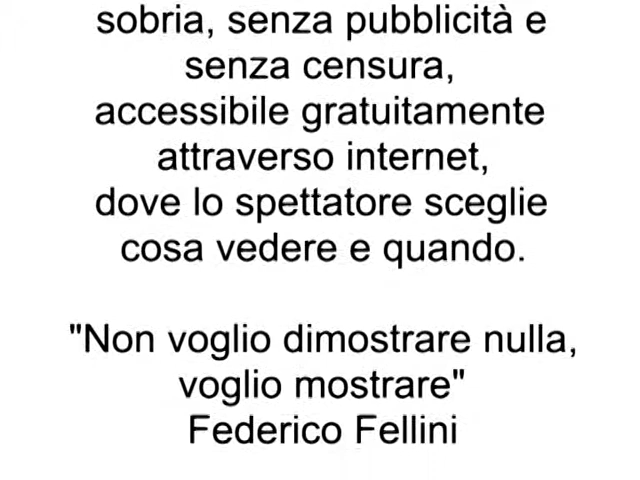 sobria, senza pubblicità e
senza censura,
accessibile gratuitamente
attraverso internet,
dove lo spettatore sceglie
cosa vedere e quando.
"Non voglio dimostrare nulla,
voglio mostrare"
Federico Fellini